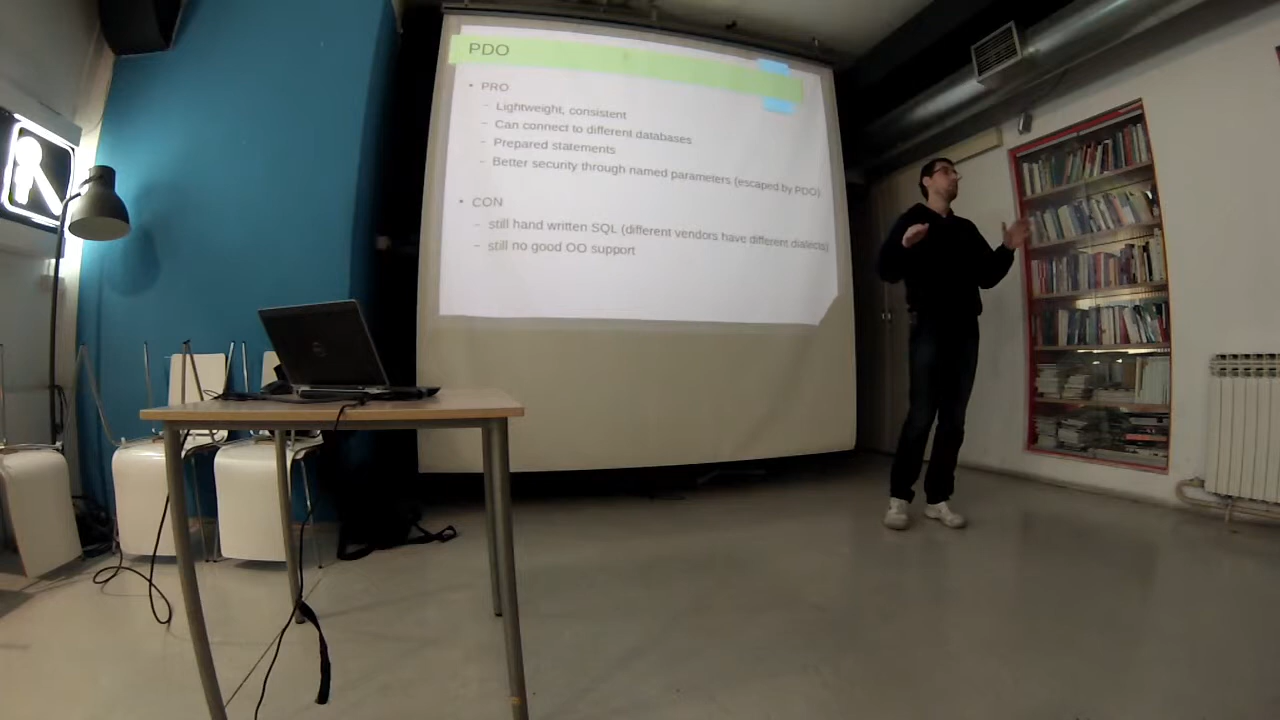 PDO
• PRO
– Lightweight, consistent
– Can connect to different databases
– Prepared statements
– Better security through named parameters (escaped by PDO)
• CON
– still hand written SQL (different vendors have different dialects)
– still no good OO support